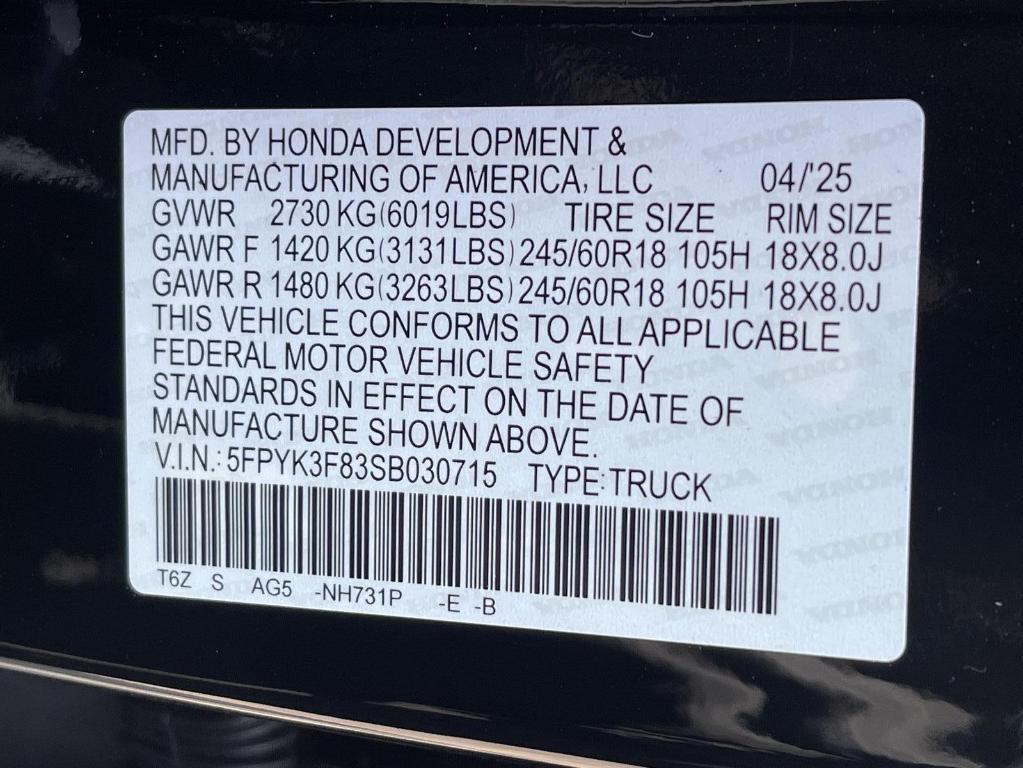 MFD. BY HONDA DEVELOPMENT &
MANUFACTURING OF AMERICA, LLC 04/'25
GVWR 2730 KG(6019LBS) TIRE SIZE RIM SIZE
GAWR F 1420 KG(3131LBS) 245/60R18 105H 18X8.0J
GAWR R 1480 KG(3263LBS) 245/60R18 105H 18X8.0J
THIS VEHICLE CONFORMS TO ALL APPLICABLE
FEDERAL MOTOR VEHICLE SAFETY
STANDARDS IN EFFECT ON THE DATE OF
MANUFACTURE SHOWN ABOVE.
V.I.N.: 5FPYK3F83SB030715 TYPE:TRUCK
T6Z S AG5 -NH731P -E -B